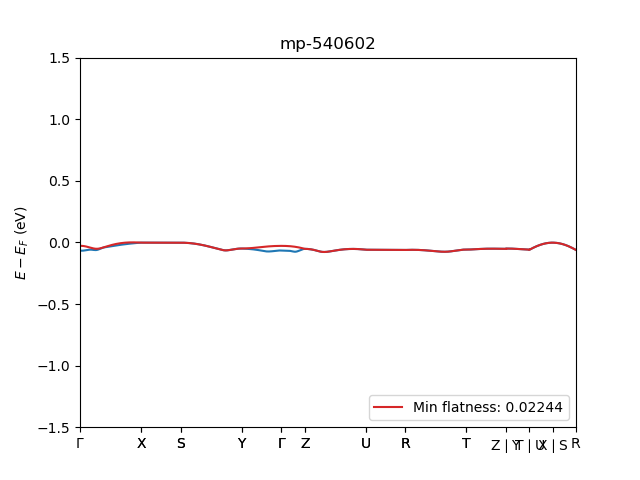 mp-540602
1.5
1.0
0.5
0.0
−0.5
−1.0
−1.5
E − E_F (eV)
Min flatness: 0.02244
Γ X S Y Γ Z U R T Z | Y T | U X | S R